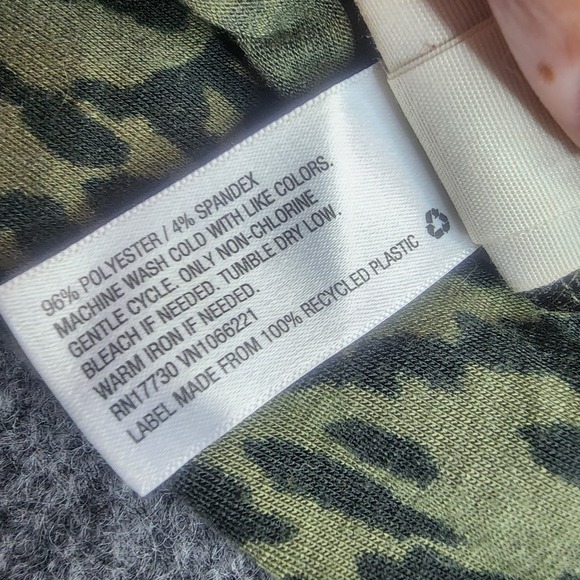 96% POLYESTER / 4% SPANDEX
MACHINE WASH COLD WITH LIKE COLORS.
GENTLE CYCLE. ONLY NON-CHLORINE
BLEACH IF NEEDED. TUMBLE DRY LOW.
WARM IRON IF NEEDED.
RN17730 VN1066221
LABEL MADE FROM 100% RECYCLED PLASTIC